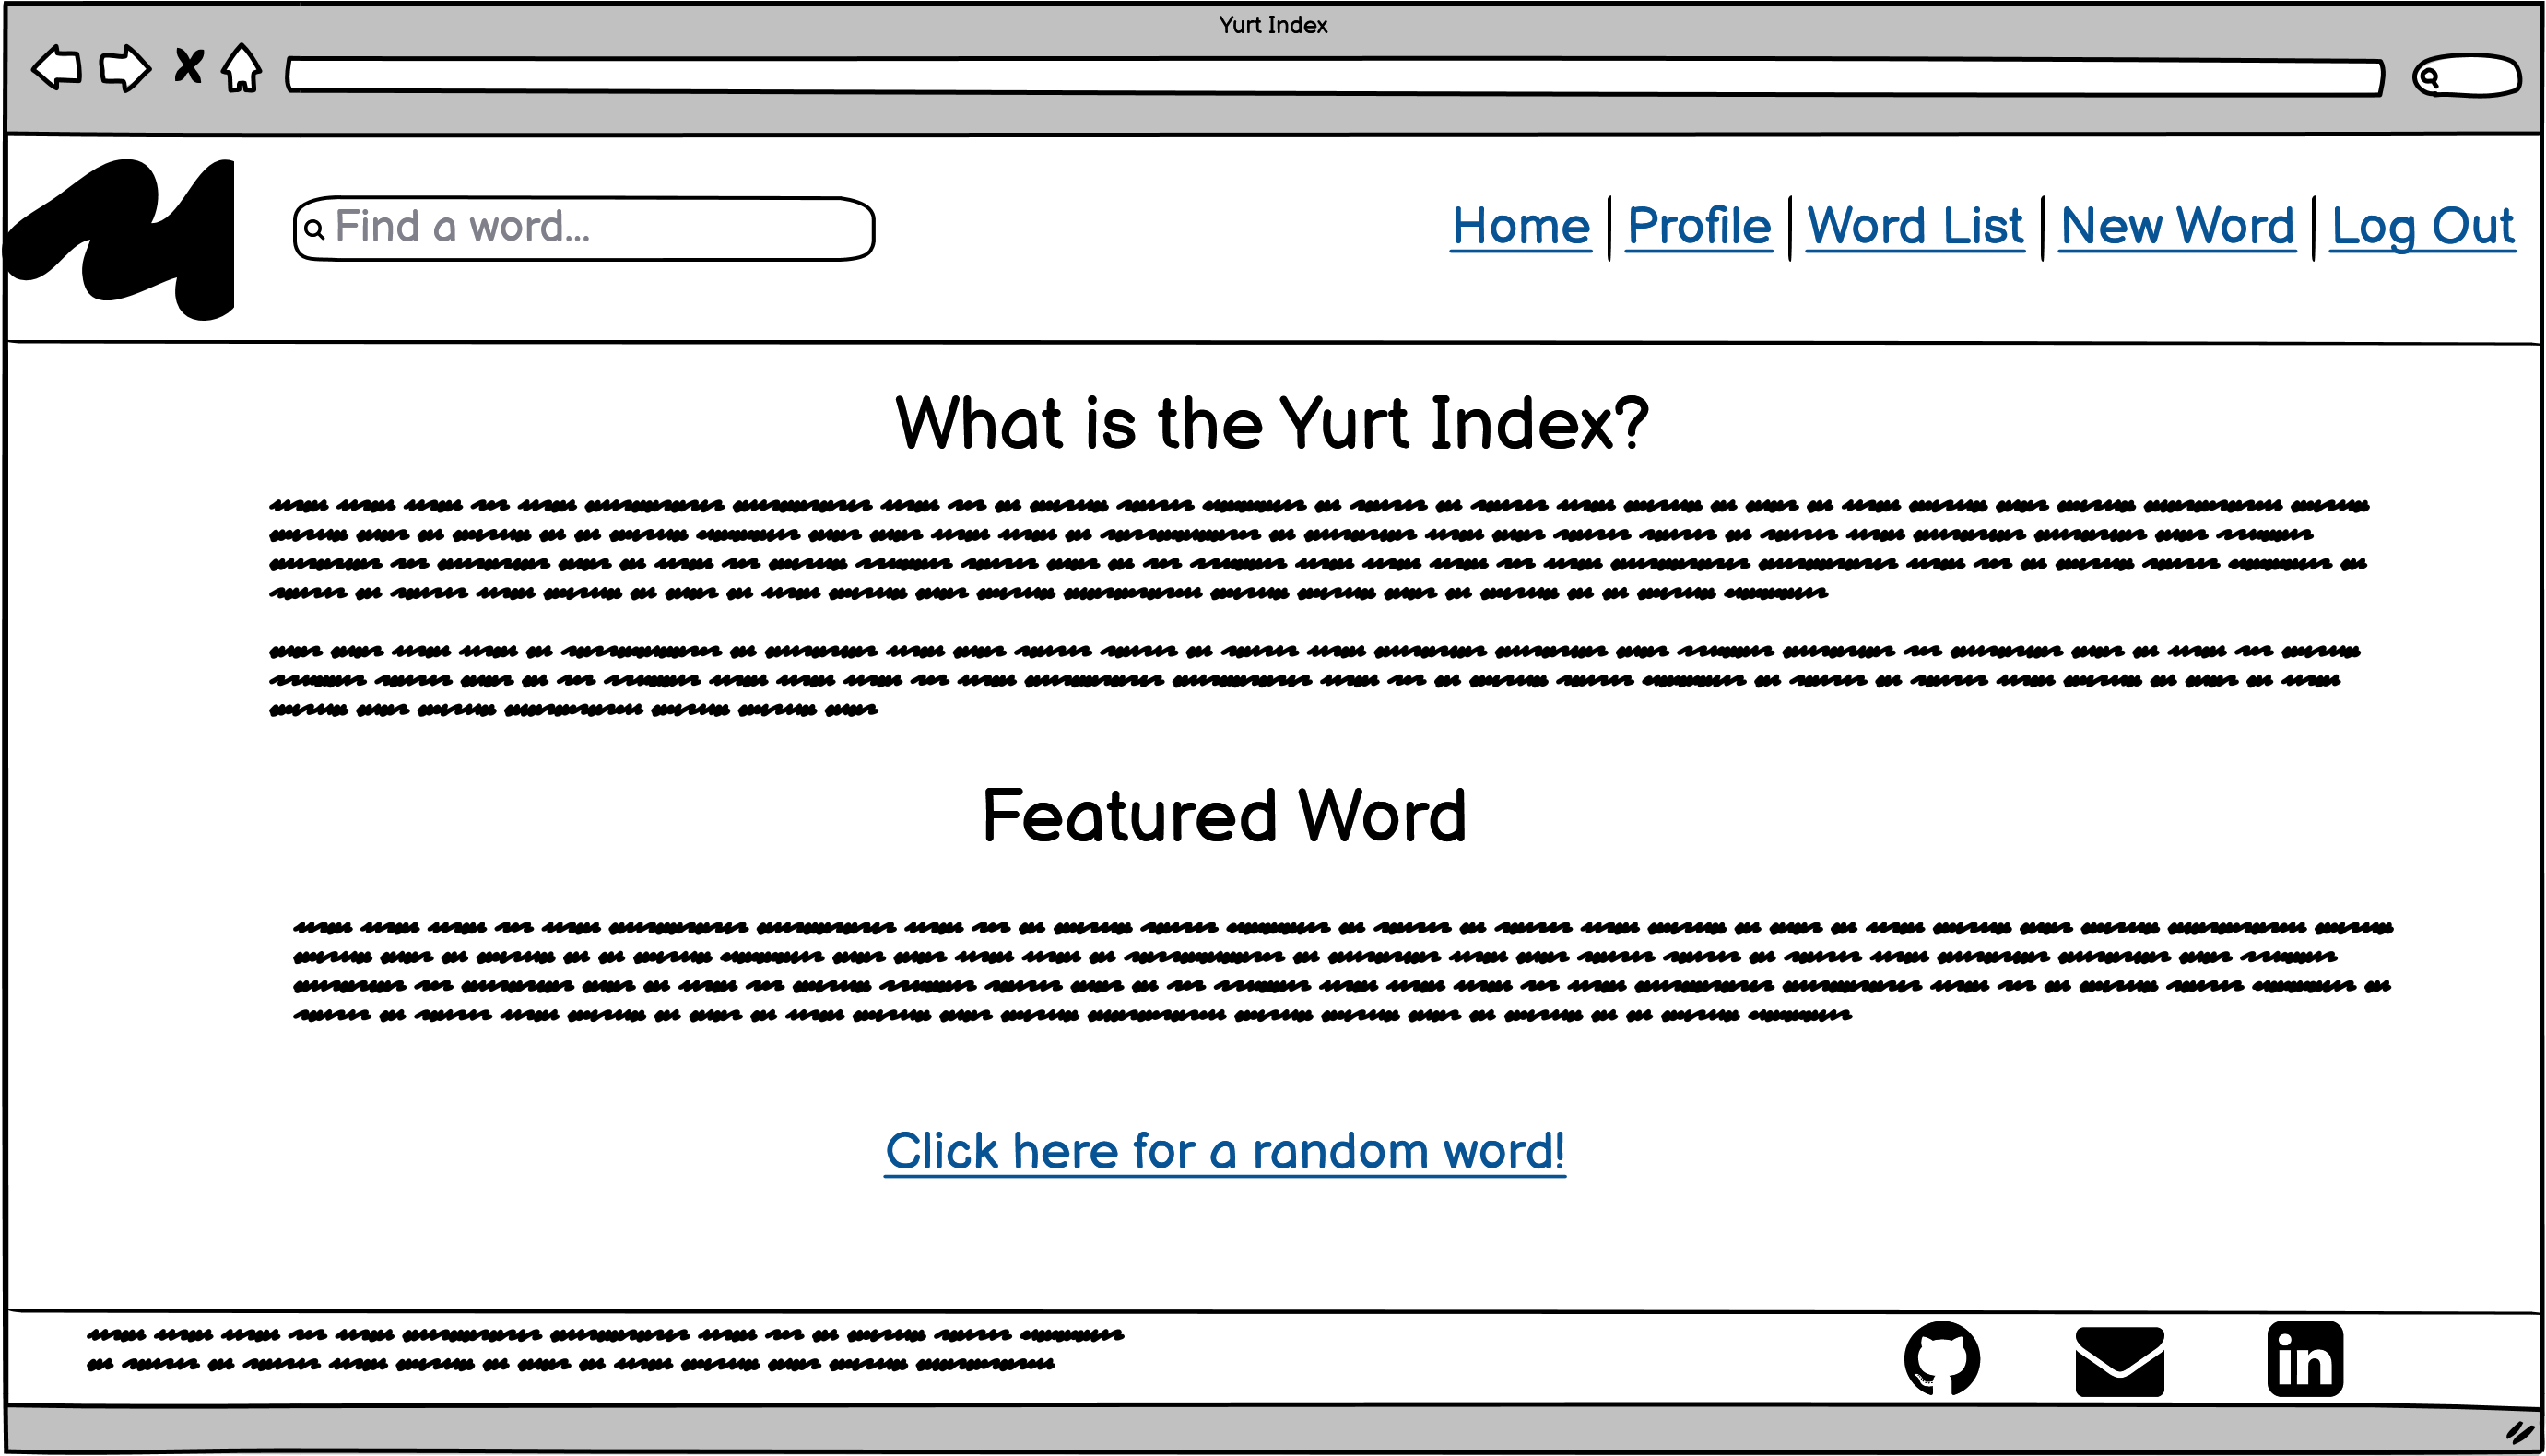 Yurt Index
Find a word...
Home | Profile | Word List | New Word | Log Out
What is the Yurt Index?
Featured Word
Click here for a random word!
in